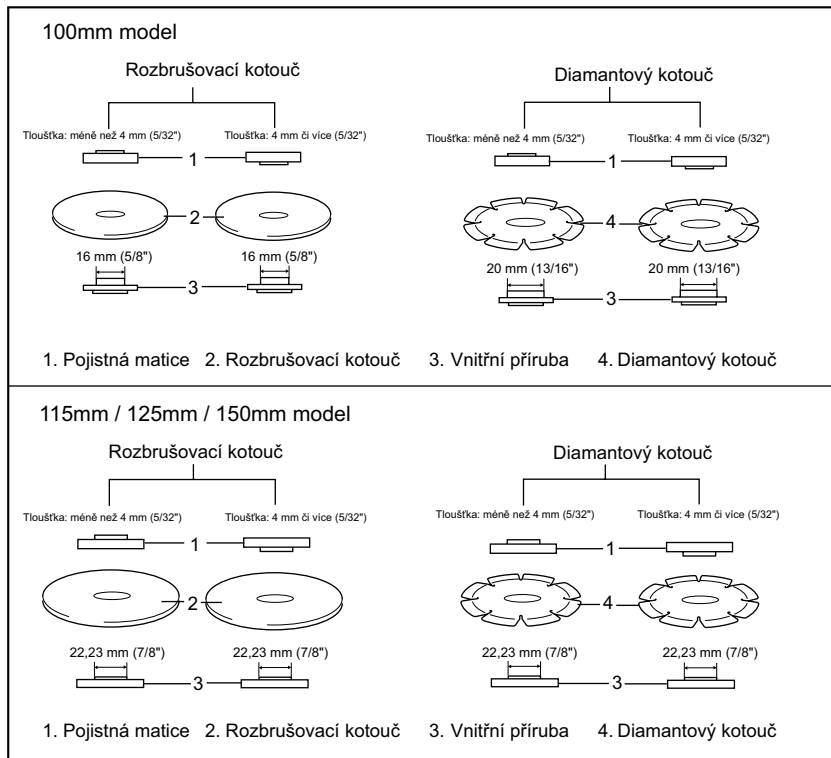 100mm model
Rozbrušovací kotouč
Diamantový kotouč
Tloušťka: méně než 4 mm (5/32")
Tloušťka: 4 mm či více (5/32")
Tloušťka: méně než 4 mm (5/32")
Tloušťka: 4 mm či více (5/32")
1
1
2
4
16 mm (5/8")
16 mm (5/8")
20 mm (13/16")
20 mm (13/16")
3
3
1. Pojistná matice 2. Rozbrušovací kotouč 3. Vnitřní příruba 4. Diamantový kotouč
115mm / 125mm / 150mm model
Rozbrušovací kotouč
Diamantový kotouč
Tloušťka: méně než 4 mm (5/32")
Tloušťka: 4 mm či více (5/32")
Tloušťka: méně než 4 mm (5/32")
Tloušťka: 4 mm či více (5/32")
1
1
2
4
22,23 mm (7/8")
22,23 mm (7/8")
22,23 mm (7/8")
22,23 mm (7/8")
3
3
1. Pojistná matice 2. Rozbrušovací kotouč 3. Vnitřní příruba 4. Diamantový kotouč